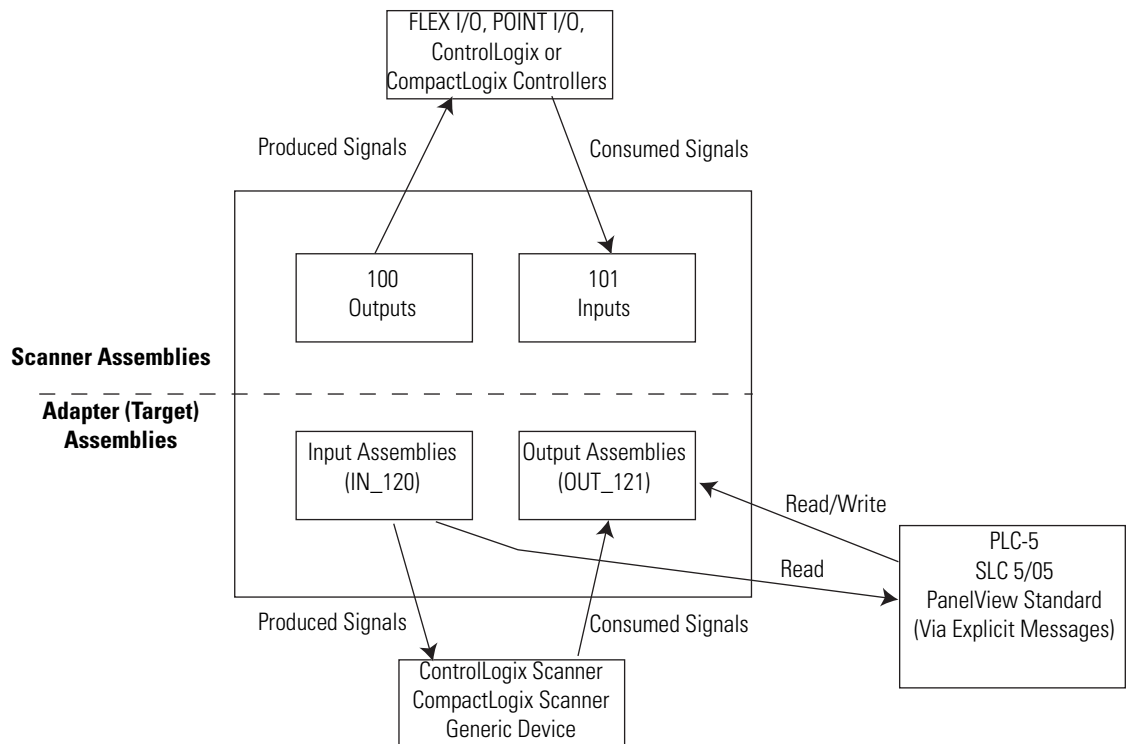 FLEX I/O, POINT I/O,
ControlLogix or
CompactLogix Controllers
Produced Signals
Consumed Signals
100
Outputs
101
Inputs
Scanner Assemblies
Adapter (Target)
Assemblies
Input Assemblies
(IN_120)
Output Assemblies
(OUT_121)
Read/Write
Read
PLC-5
SLC 5/05
PanelView Standard
(Via Explicit Messages)
Produced Signals
Consumed Signals
ControlLogix Scanner
CompactLogix Scanner
Generic Device